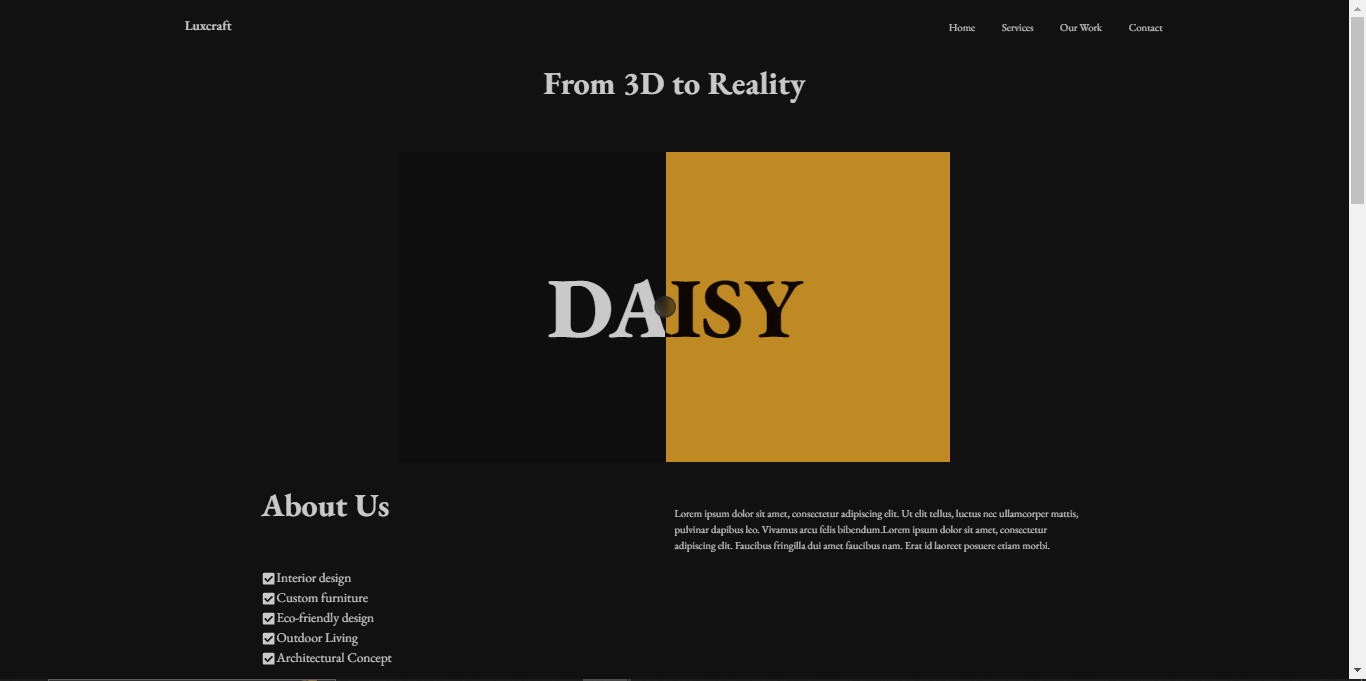 Luxcraft
Home Services Our Work Contact
From 3D to Reality
DAISY
About Us
Lorem ipsum dolor sit amet, consectetur adipiscing elit. Ut elit tellus, luctus nec ullamcorper mattis,
pulvinar dapibus leo. Vivamus arcu felis bibendum.Lorem ipsum dolor sit amet, consectetur
adipiscing elit. Faucibus fringilla dui amet faucibus nam. Erat id laoreet posuere etiam morbi.
Interior design
Custom furniture
Eco-friendly design
Outdoor Living
Architectural Concept